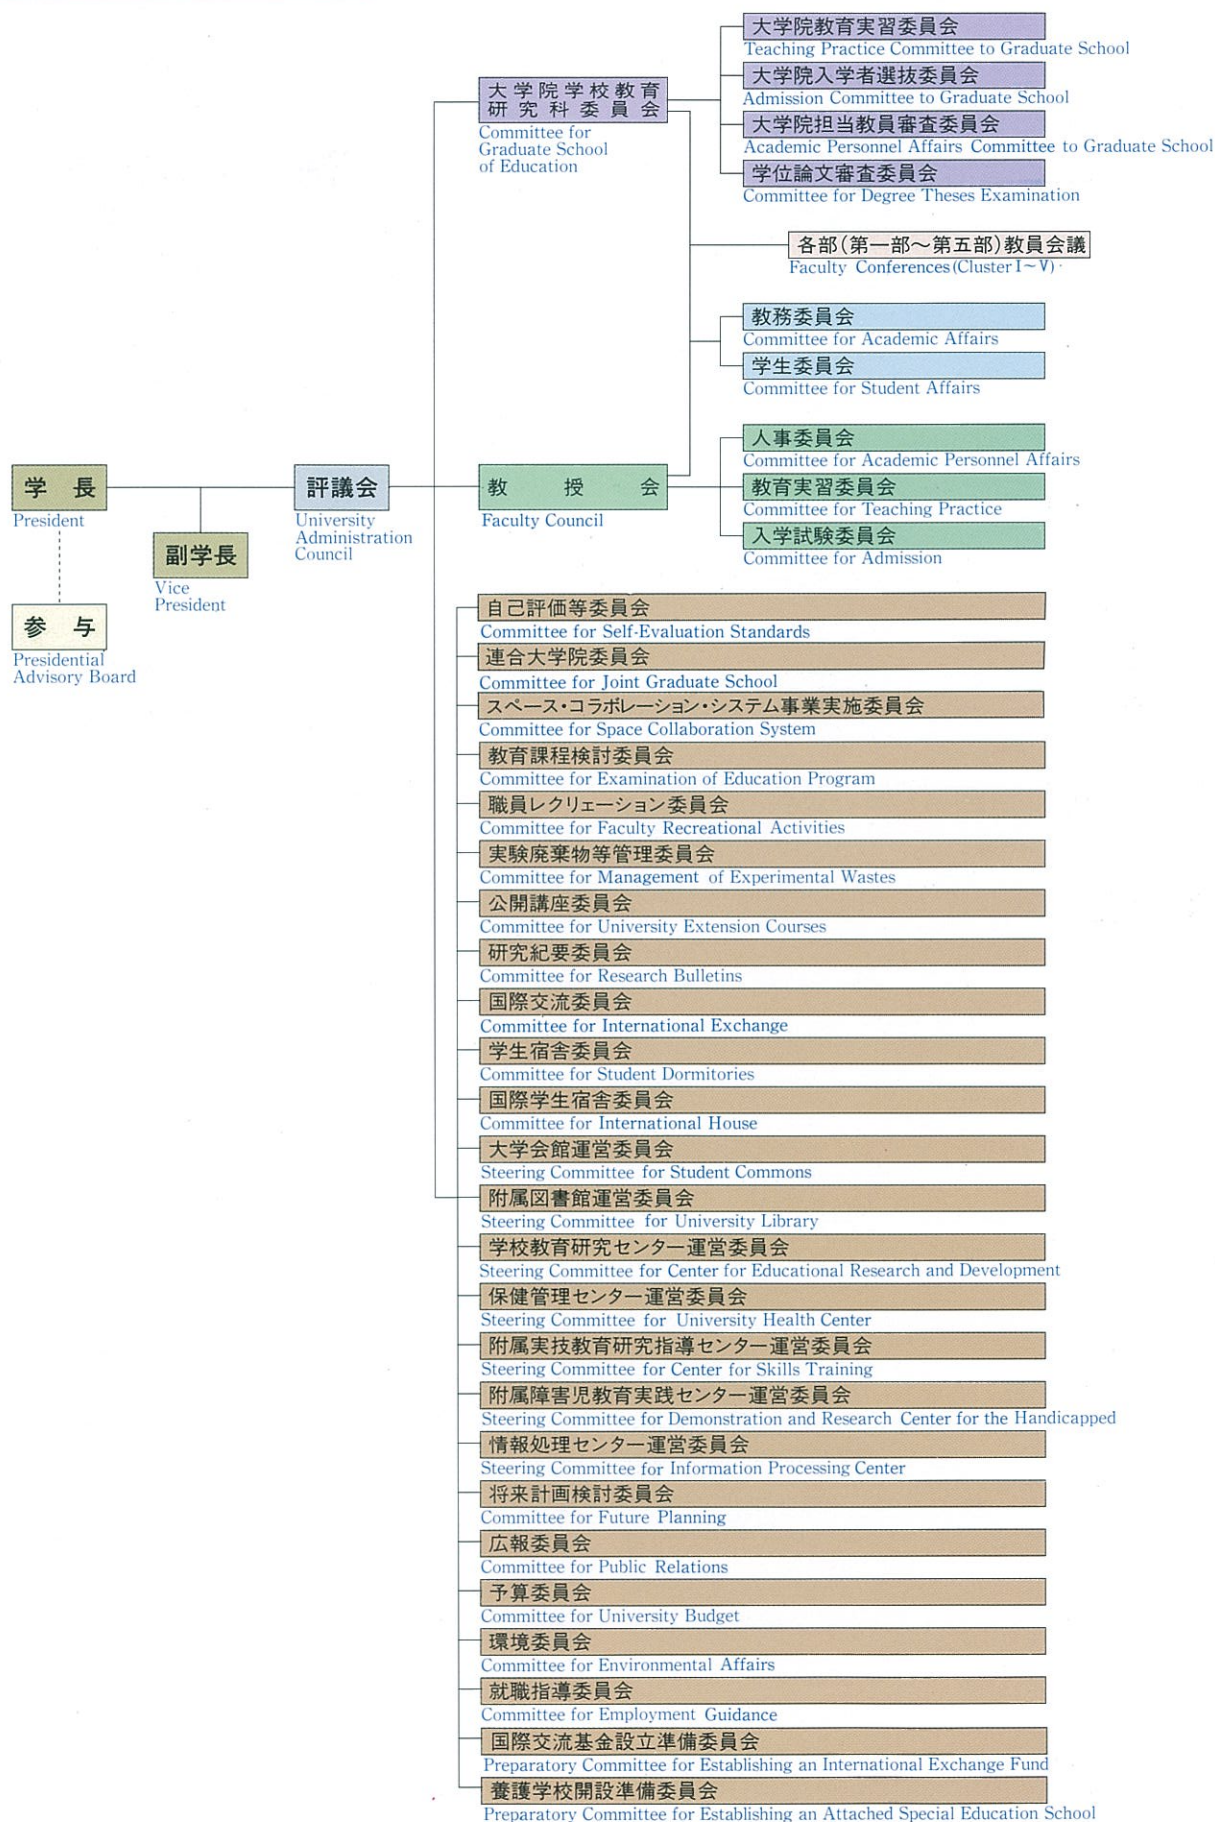 大学院教育実習委員会
Teaching Practice Committee to Graduate School
大学院学校教育
研究科委員会
Committee for
Graduate School
of Education
大学院入学者選抜委員会
Admission Committee to Graduate School
大学院担当教員審査委員会
Academic Personnel Affairs Committee to Graduate School
学位論文審査委員会
Committee for Degree Theses Examination
各部(第一部〜第五部)教員会議
Faculty Conferences(Cluster I~V)
教務委員会
Committee for Academic Affairs
学生委員会
Committee for Student Affairs
人事委員会
Committee for Academic Personnel Affairs
学長
President
評議会
University
Administration
Council
教授会
Faculty Council
教育実習委員会
Committee for Teaching Practice
入学試験委員会
Committee for Admission
副学長
Vice
President
参与
Presidential
Advisory Board
自己評価等委員会
Committee for Self-Evaluation Standards
連合大学院委員会
Committee for Joint Graduate School
スペース・コラボレーション・システム事業実施委員会
Committee for Space Collaboration System
教育課程検討委員会
Committee for Examination of Education Program
職員レクリェーション委員会
Committee for Faculty Recreational Activities
実験廃棄物等管理委員会
Committee for Management of Experimental Wastes
公開講座委員会
Committee for University Extension Courses
研究紀要委員会
Committee for Research Bulletins
国際交流委員会
Committee for International Exchange
学生宿舎委員会
Committee for Student Dormitories
国際学生宿舎委員会
Committee for International House
大学会館運営委員会
Steering Committee for Student Commons
附属図書館運営委員会
Steering Committee for University Library
学校教育研究センター運営委員会
Steering Committee for Center for Educational Research and Development
保健管理センター運営委員会
Steering Committee for University Health Center
附属実技教育研究指導センター運営委員会
Steering Committee for Center for Skills Training
附属障害児教育実践センター運営委員会
Steering Committee for Demonstration and Research Center for the Handicapped
情報処理センター運営委員会
Steering Committee for Information Processing Center
将来計画検討委員会
Committee for Future Planning
広報委員会
Committee for Public Relations
予算委員会
Committee for University Budget
環境委員会
Committee for Environmental Affairs
就職指導委員会
Committee for Employment Guidance
国際交流基金設立準備委員会
Preparatory Committee for Establishing an International Exchange Fund
養護学校開設準備委員会
Preparatory Committee for Establishing an Attached Special Education School